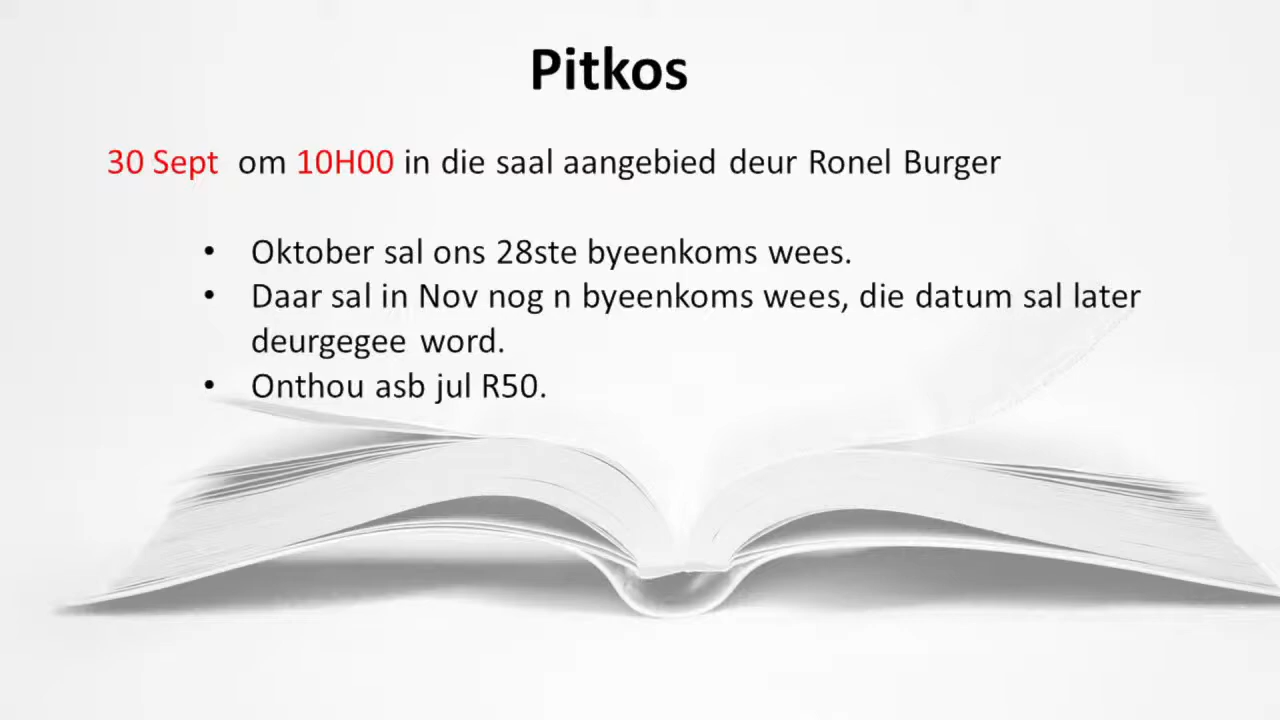 Pitkos
30 Sept om 10H00 in die saal aangebied deur Ronel Burger
• Oktober sal ons 28ste byeenkoms wees.
• Daar sal in Nov nog n byeenkoms wees, die datum sal later
deurgegee word.
• Onthou asb jul R50.